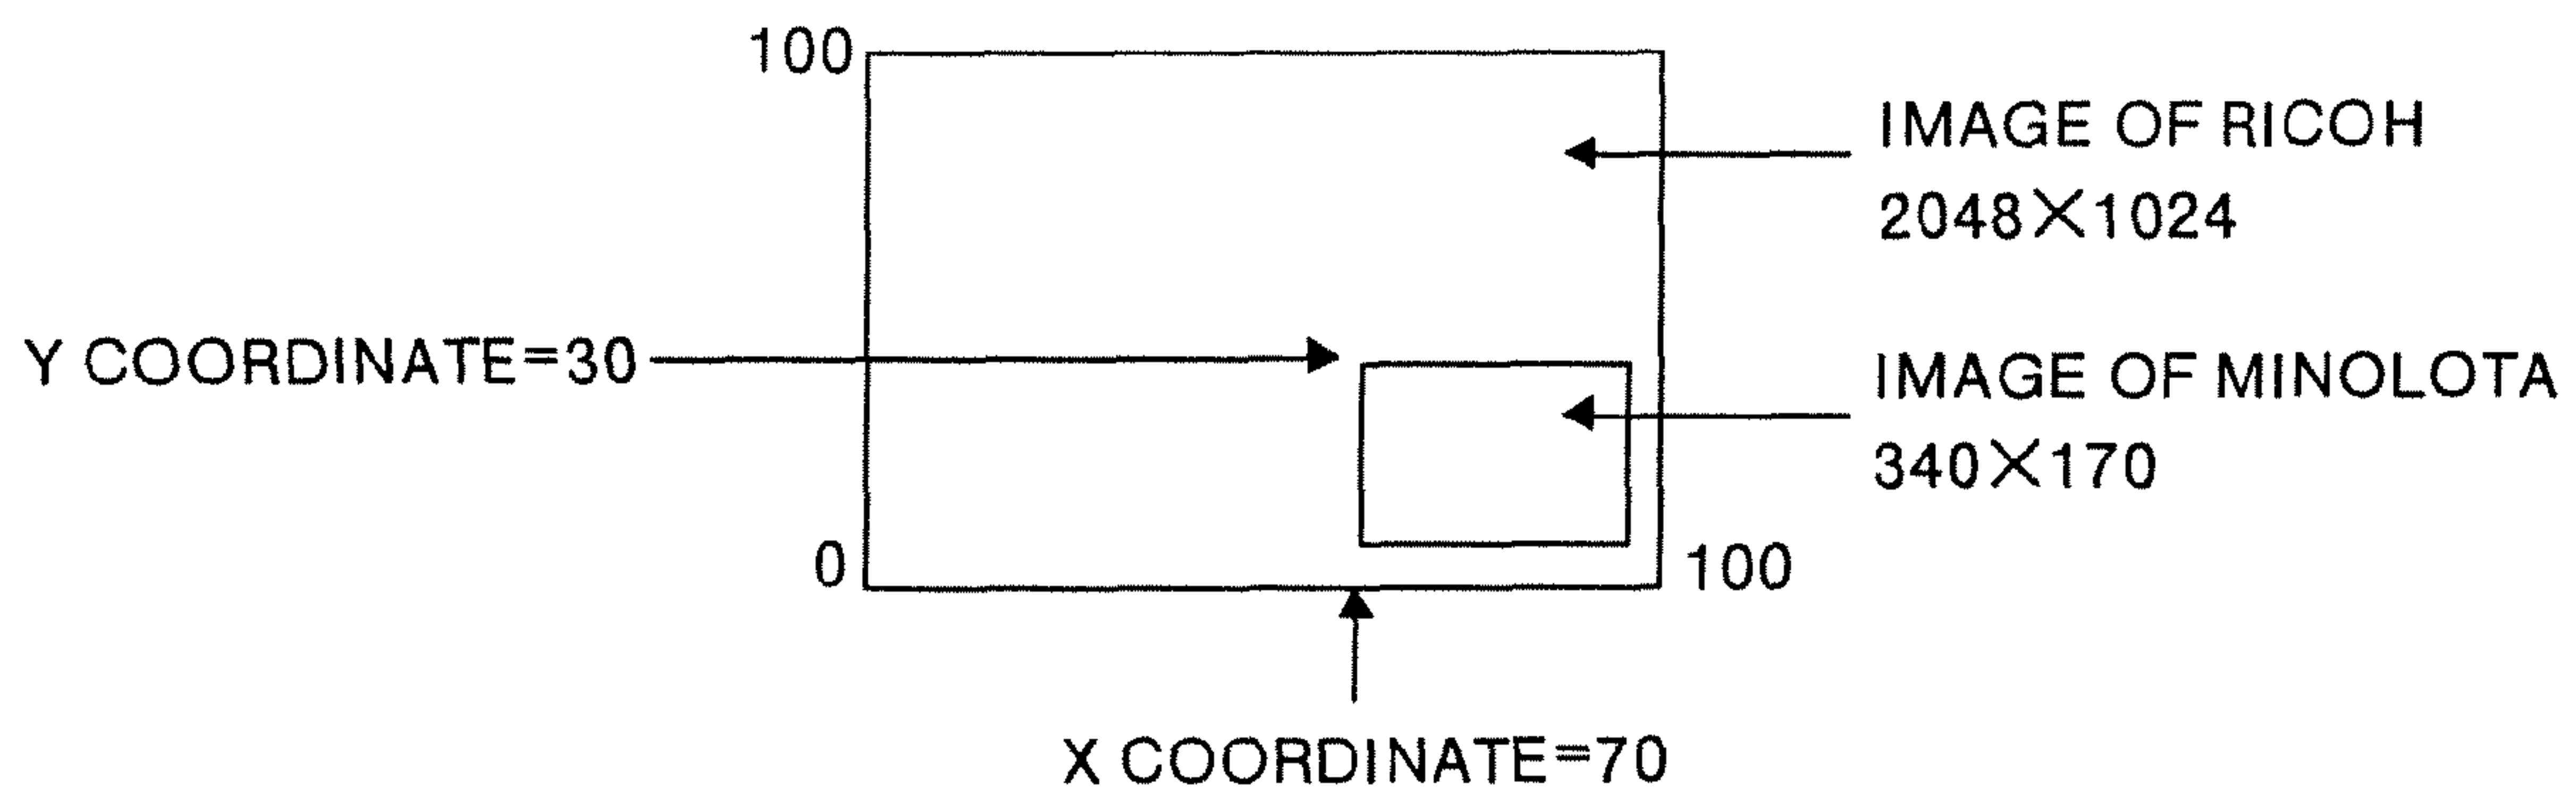 100
IMAGE OF RICOH
2048×1024
Y COORDINATE=30
IMAGE OF MINOLOTA
340×170
0
100
X COORDINATE=70